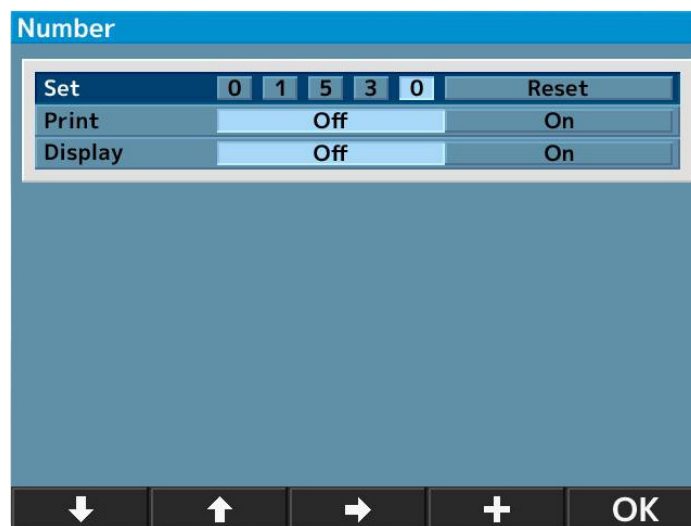 Number
Set 0 1 5 3 0 Reset
Print Off On
Display Off On
OK